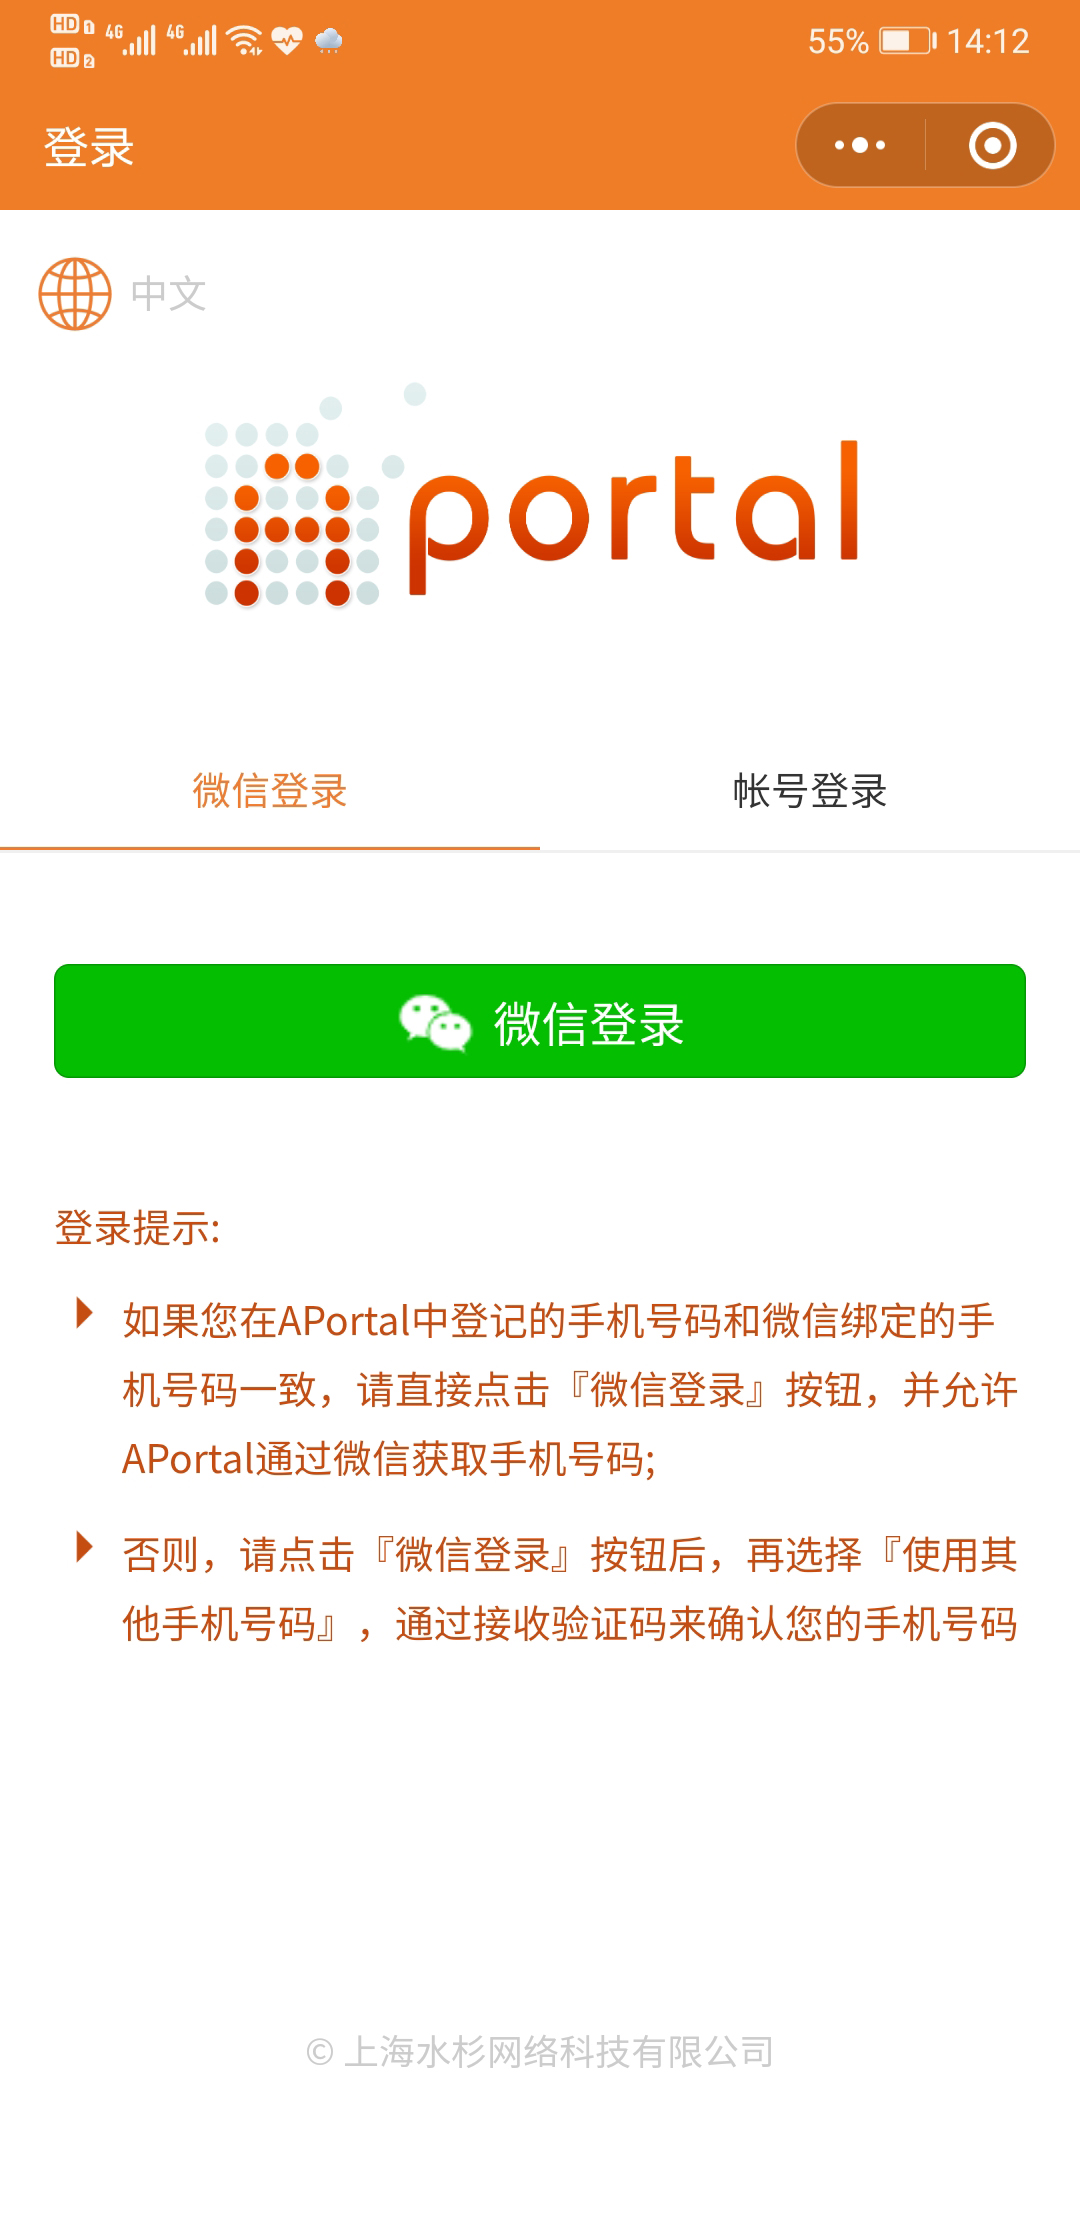 HD 1 4G 4G 55% 14:12
HD 2
登录
中文
portal
微信登录 帐号登录
微信登录
登录提示:
如果您在APortal中登记的手机号码和微信绑定的手
机号码一致，请直接点击『微信登录』按钮，并允许
APortal通过微信获取手机号码;
否则，请点击『微信登录』按钮后，再选择『使用其
他手机号码』，通过接收验证码来确认您的手机号码
© 上海水杉网络科技有限公司